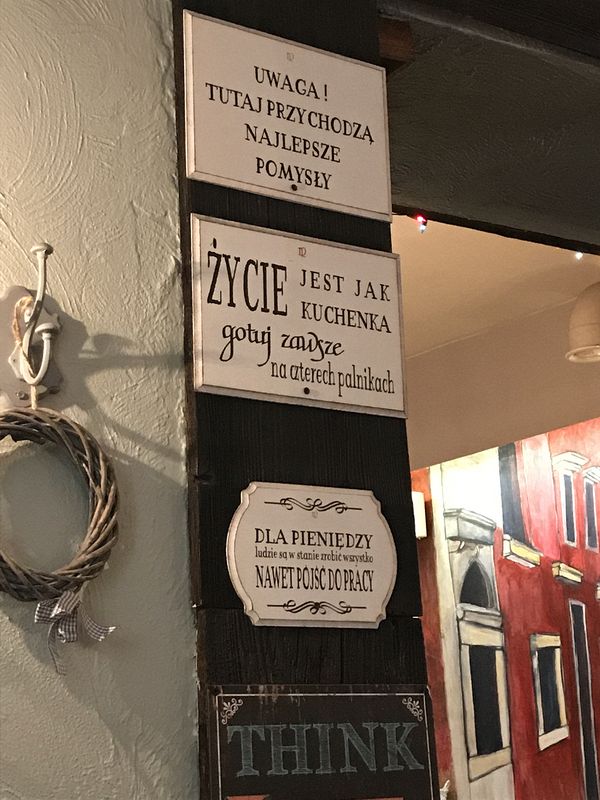 UWAGA!
TUTAJ PRZYCHODZĄ
NAJLEPSZE
POMYSŁY
ŻYCIE JEST JAK
KUCHENKA
gotuj zawsze
na czterech palnikach
DLA PIENIĘDZY
ludzie są w stanie zrobić wszystko
NAWET PÓJŚĆ DO PRACY
THINK